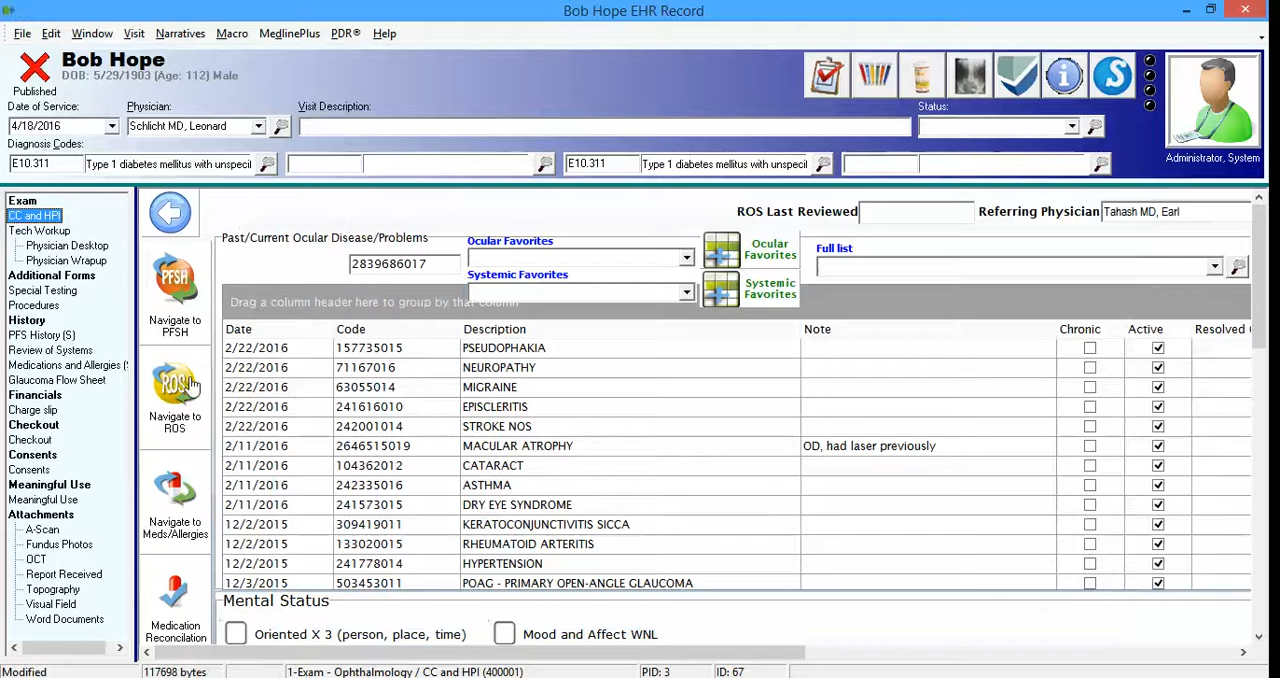 Bob Hope EHR Record
File Edit Window Visit Narratives Macro MedlinePlus PDR® Help
Bob Hope
DOB: 5/29/1903 (Age: 112) Male
Published
Date of Service: Physician: Visit Description: Status:
4/18/2016 Schlicht MD, Leonard
Diagnosis Codes:
E10.311 Type 1 diabetes mellitus with unspecil E10.311 Type 1 diabetes mellitus with unspecil
Administrator, System
Exam
CC and HPI
Tech Workup
Physician Desktop
Physician Wrapup
Additional Forms
Special Testing
Procedures
History
PFS History (S)
Review of Systems
Medications and Allergies (
Glaucoma Flow Sheet
Financials
Charge slip
Checkout
Checkout
Consents
Consents
Meaningful Use
Meaningful Use
Attachments
A-Scan
Fundus Photos
OCT
Report Received
Topography
Visual Field
Word Documents
PFSH
Navigate to
PFSH
ROS
Navigate to
ROS
Navigate to
Meds/Allergies
Medication
Reconcilation
ROS Last Reviewed Referring Physician Tahash MD, Earl
Past/Current Ocular Disease/Problems
2839686017
Ocular Favorites
Systemic Favorites
Ocular
Favorites
Systemic
Favorites
Full list
Drag a column header here to group by that column
Date Code Description Note Chronic Active Resolved
2/22/2016 157735015 PSEUDOPHAKIA
2/22/2016 71167016 NEUROPATHY
2/22/2016 63055014 MIGRAINE
2/22/2016 241616010 EPISCLERITIS
2/22/2016 242001014 STROKE NOS
2/11/2016 2646515019 MACULAR ATROPHY OD, had laser previously
2/11/2016 104362012 CATARACT
2/11/2016 242335016 ASTHMA
2/11/2016 241573015 DRY EYE SYNDROME
12/2/2015 309419011 KERATOCONJUNCTIVITIS SICCA
12/2/2015 133020015 RHEUMATOID ARTERITIS
12/2/2015 241778014 HYPERTENSION
12/3/2015 503453011 POAG - PRIMARY OPEN-ANGLE GLAUCOMA
Mental Status
Oriented X 3 (person, place, time) Mood and Affect WNL
Modified 117698 bytes 1-Exam - Ophthalmology / CC and HPI (400001) PID: 3 ID: 67